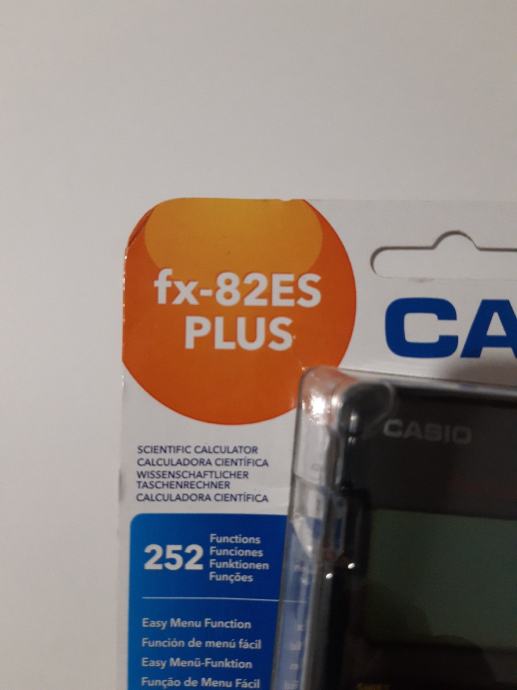 fx-82ES
PLUS
CA
CASIO
SCIENTIFIC CALCULATOR
CALCULADORA CIENTÍFICA
WISSENSCHAFTLICHER
TASCHENRECHNER
CALCULADORA CIENTÍFICA
252
Functions
Funciones
Funktionen
Funções
Easy Menu Function
Función de menú fácil
Easy Menü-Funktion
Função de Menu Fácil